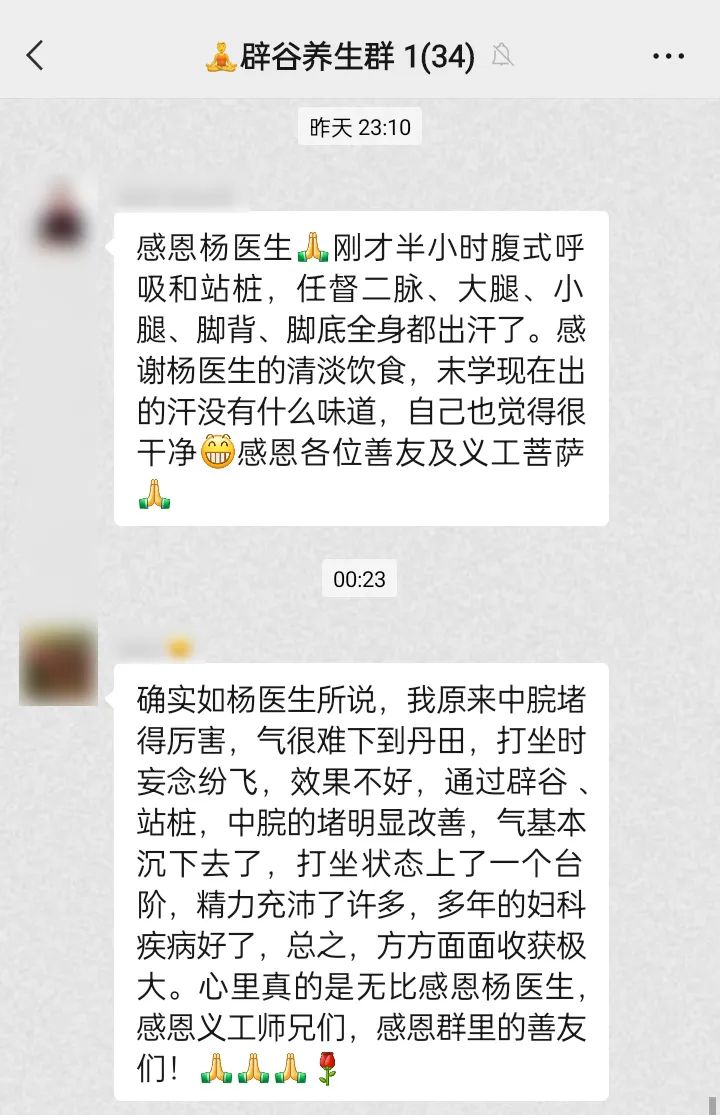 🧘辟谷养生群 1(34)
昨天 23:10
感恩杨医生🙏刚才半小时腹式呼
吸和站桩，任督二脉、大腿、小
腿、脚背、脚底全身都出汗了。感
谢杨医生的清淡饮食，末学现在出
的汗没有什么味道，自己也觉得很
干净😁感恩各位善友及义工菩萨
🙏
00:23
确实如杨医生所说，我原来中脘堵
得厉害，气很难下到丹田，打坐时
妄念纷飞，效果不好，通过辟谷、
站桩，中脘的堵明显改善，气基本
沉下去了，打坐状态上了一个台
阶，精力充沛了许多，多年的妇科
疾病好了，总之，方方面面收获极
大。心里真的是无比感恩杨医生，
感恩义工师兄们，感恩群里的善友
们！🙏🙏🙏🌹